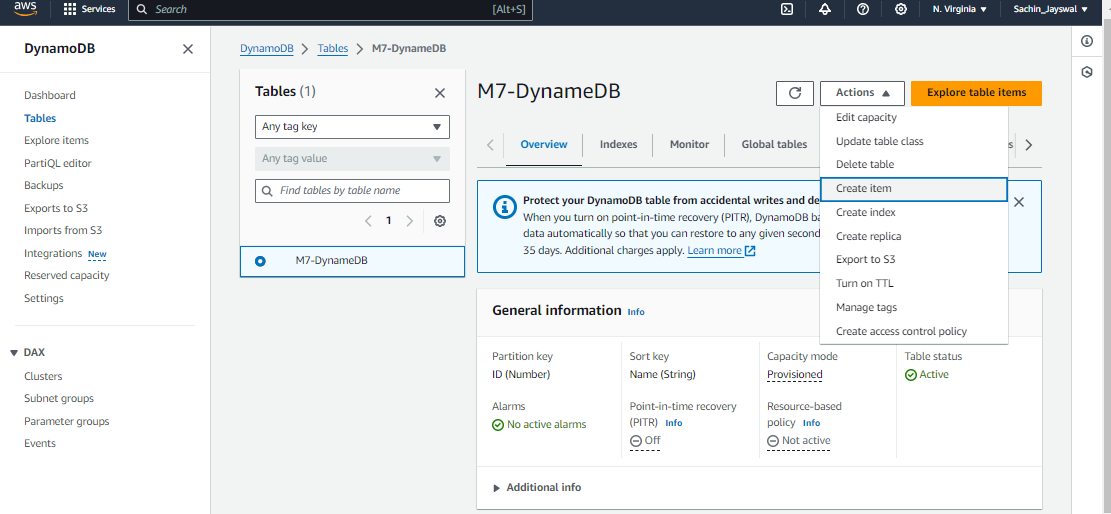 aws
Services
Search
[Alt+S]
N. Virginia
Sachin_Jayswal
DynamoDB
Dashboard
Tables
Explore items
PartiQL editor
Backups
Exports to S3
Imports from S3
Integrations New
Reserved capacity
Settings
DAX
Clusters
Subnet groups
Parameter groups
Events
DynamoDB
Tables
M7-DynameDB
Tables (1)
Any tag key
Any tag value
Find tables by table name
1
M7-DynameDB
M7-DynameDB
Actions
Explore table items
Edit capacity
Update table class
Delete table
Create item
Create index
Create replica
Export to S3
Turn on TTL
Manage tags
Create access control policy
Overview
Indexes
Monitor
Global tables
s
Protect your DynamoDB table from accidental writes and de
When you turn on point-in-time recovery (PITR), DynamoDB ba
data automatically so that you can restore to any given second
35 days. Additional charges apply. Learn more
General information Info
Partition key
ID (Number)
Sort key
Name (String)
Capacity mode
Provisioned
Table status
Active
Alarms
No active alarms
Point-in-time recovery
(PITR) Info
Off
Resource-based
policy Info
Not active
Additional info